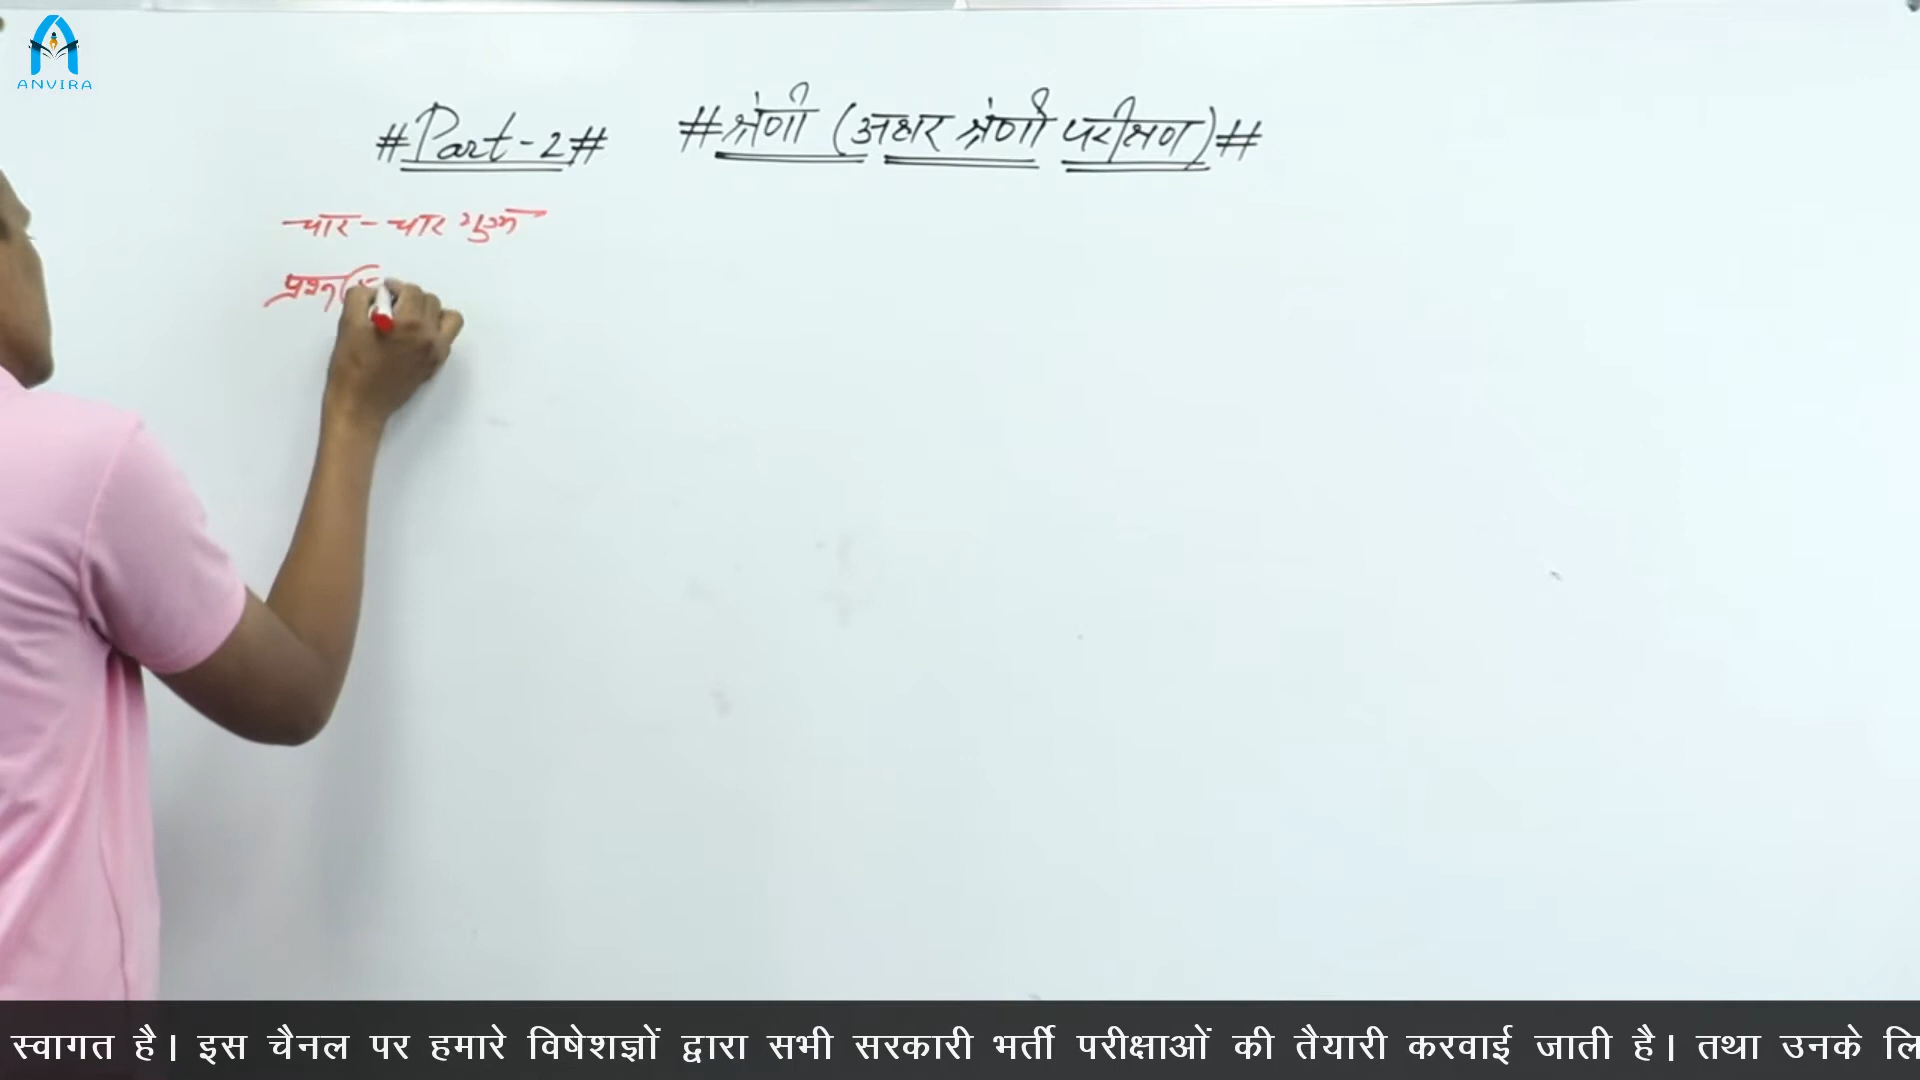 ANVIRA
#Part-2# #श्रेणी (अक्षर श्रेणी परीक्षण)#
चार-चार युग्म
प्रश्न
स्वागत है। इस चैनल पर हमारे विषेशज्ञों द्वारा सभी सरकारी भर्ती परीक्षाओं की तैयारी करवाई जाती है। तथा उनके लि